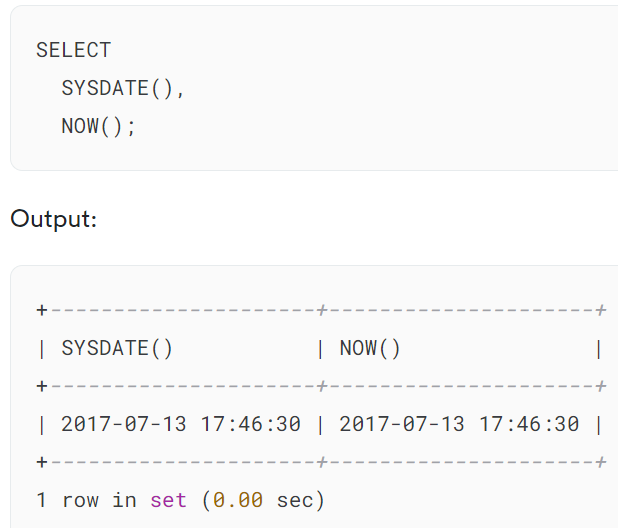 SELECT
  SYSDATE(),
  NOW();
Output:
+---------------------+---------------------+
| SYSDATE()           | NOW()               |
+---------------------+---------------------+
| 2017-07-13 17:46:30 | 2017-07-13 17:46:30 |
+---------------------+---------------------+
1 row in set (0.00 sec)